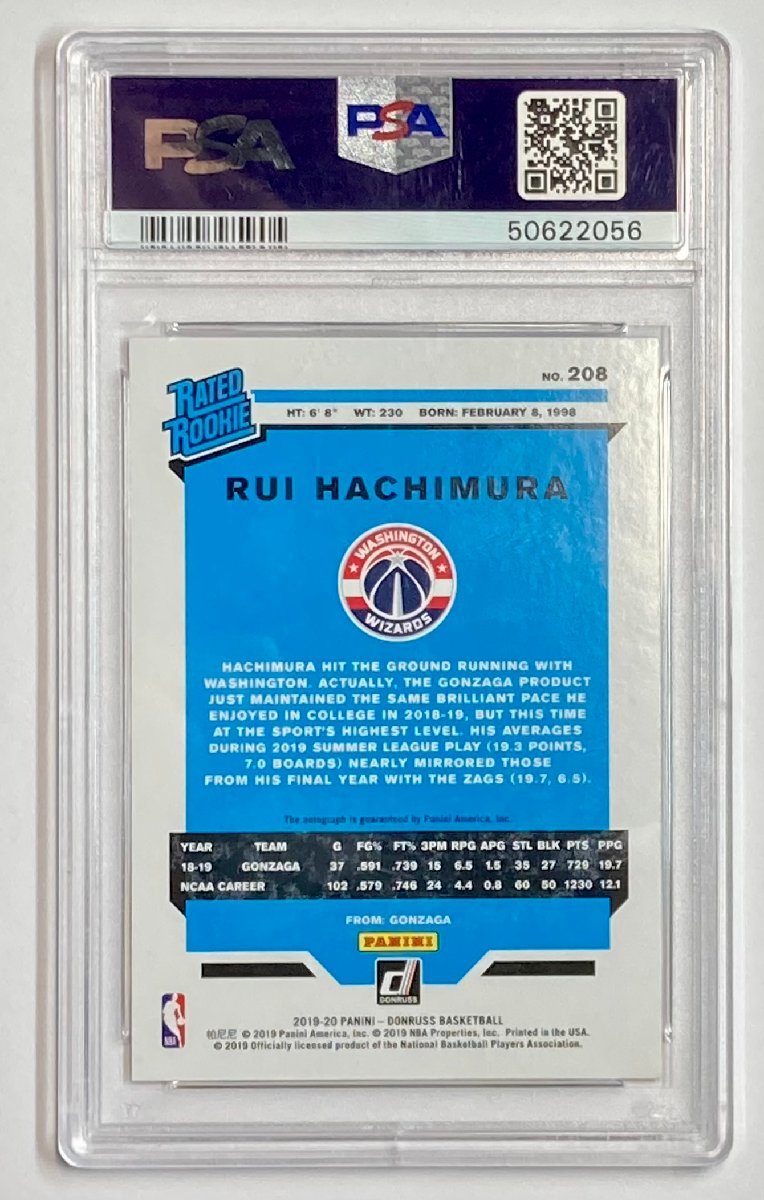 PSA PSA
50622056
NO. 208
RATED
ROOKIE
HT: 6' 8" WT: 230 BORN: FEBRUARY 8, 1998
RUI HACHIMURA
WASHINGTON
WIZARDS
HACHIMURA HIT THE GROUND RUNNING WITH
WASHINGTON. ACTUALLY, THE GONZAGA PRODUCT
JUST MAINTAINED THE SAME BRILLIANT PACE HE
ENJOYED IN COLLEGE IN 2018-19, BUT THIS TIME
AT THE SPORT'S HIGHEST LEVEL. HIS AVERAGES
DURING 2019 SUMMER LEAGUE PLAY (19.3 POINTS,
7.0 BOARDS) NEARLY MIRRORED THOSE
FROM HIS FINAL YEAR WITH THE ZAGS (19.7, 6.5).
The autograph is guaranteed by Panini America, Inc.
YEAR TEAM G FG% FT% 3PM RPG APG STL BLK PTS PPG
18-19 GONZAGA 37 .591 .739 15 6.5 1.5 35 27 729 19.7
NCAA CAREER 102 .579 .746 24 4.4 0.8 60 50 1230 12.1
FROM: GONZAGA
PANINI
d
DONRUSS
NBA
2019-20 PANINI – DONRUSS BASKETBALL
帕尼尼 © 2019 Panini America, Inc. © 2019 NBA Properties, Inc. Printed in the USA.
© 2019 Officially licensed product of the National Basketball Players Association.